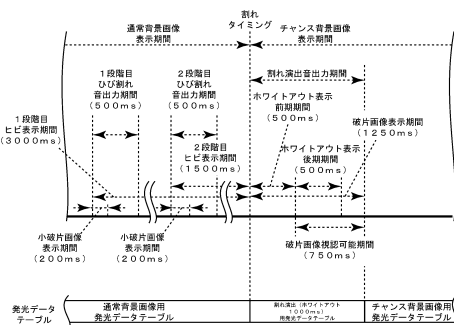 割れ
タイミング
通常背景画像
表示期間
チャンス背景画像
表示期間
割れ演出音出力期間
1段階目
ひび割れ
音出力期間
(500ms)
2段階目
ひび割れ
音出力期間
(500ms)
ホワイトアウト表示
前期期間
(500ms)
1段階目
ヒビ表示期間
(3000ms)
破片画像表示期間
(1250ms)
2段階目
ヒビ表示期間
(1500ms)
ホワイトアウト表示
後期期間
(500ms)
小破片画像
表示期間
(200ms)
小破片画像
表示期間
(200ms)
破片画像視認可能期間
(750ms)
発光データ
テーブル
通常背景画像用
発光データテーブル
割れ演出(ホワイトアウト
1000ms)
用発光データテーブル
チャンス背景画像用
発光データテーブル